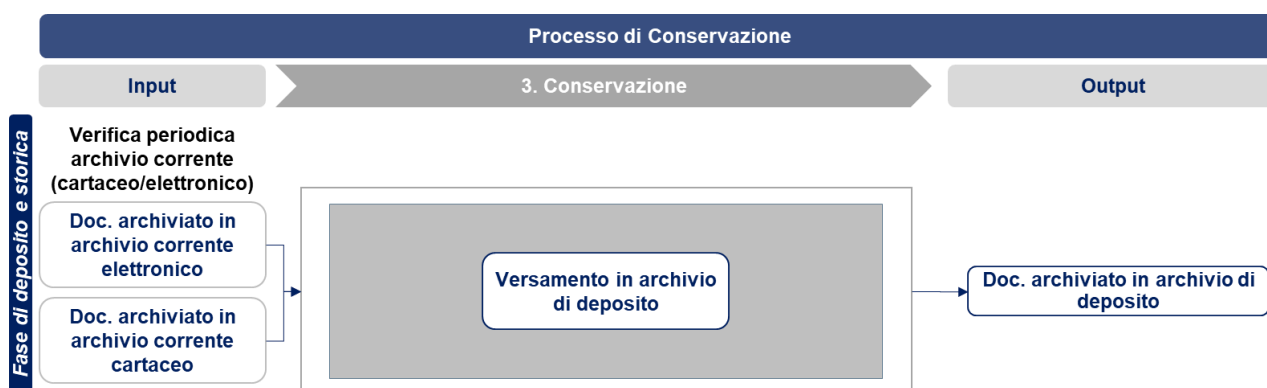 Processo di Conservazione
Input
3. Conservazione
Output
Fase di deposito e storica
Verifica periodica
archivio corrente
(cartaceo/elettronico)
Doc. archiviato in
archivio corrente
elettronico
Doc. archiviato in
archivio corrente
cartaceo
Versamento in archivio
di deposito
Doc. archiviato in archivio di
deposito